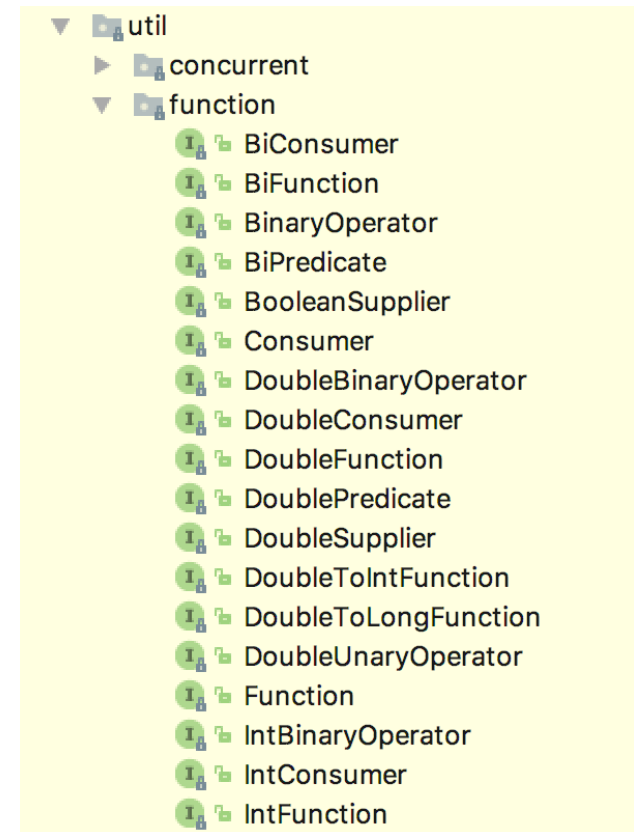 util
concurrent
function
BiConsumer
BiFunction
BinaryOperator
BiPredicate
BooleanSupplier
Consumer
DoubleBinaryOperator
DoubleConsumer
DoubleFunction
DoublePredicate
DoubleSupplier
DoubleToIntFunction
DoubleToLongFunction
DoubleUnaryOperator
Function
IntBinaryOperator
IntConsumer
IntFunction